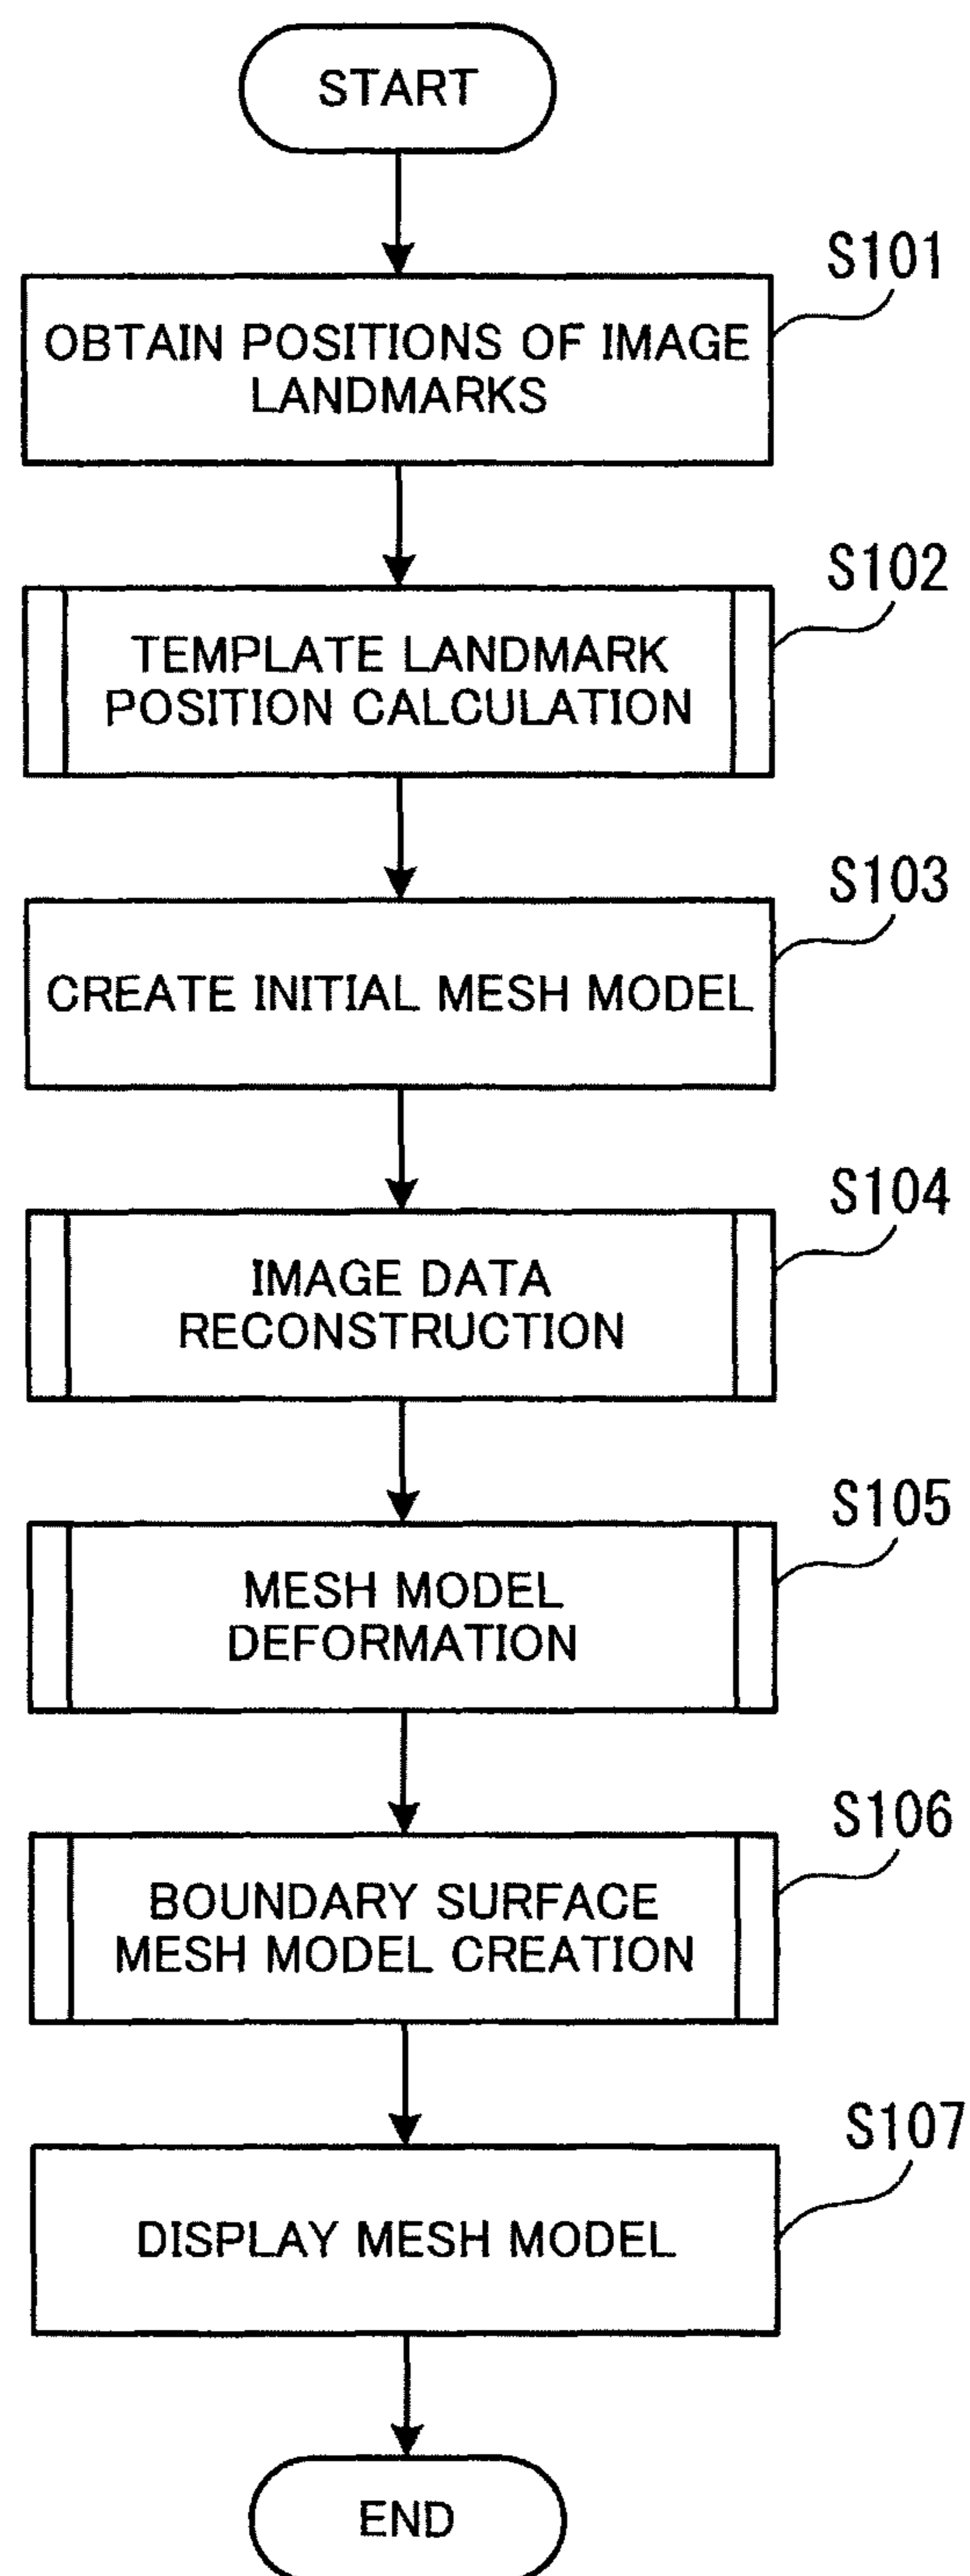 START
S101
OBTAIN POSITIONS OF IMAGE
LANDMARKS
S102
TEMPLATE LANDMARK
POSITION CALCULATION
S103
CREATE INITIAL MESH MODEL
S104
IMAGE DATA
RECONSTRUCTION
S105
MESH MODEL
DEFORMATION
S106
BOUNDARY SURFACE
MESH MODEL CREATION
S107
DISPLAY MESH MODEL
END